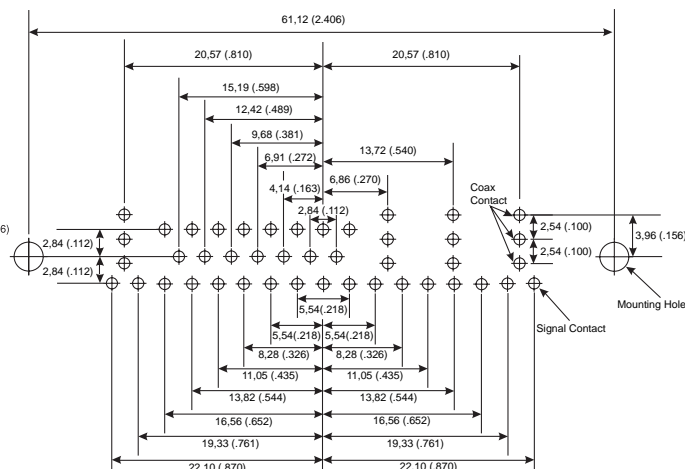 61,12 (2.406)
20,57 (.810) 20,57 (.810)
15,19 (.598)
12,42 (.489)
9,68 (.381)
6,91 (.272) 13,72 (.540)
4,14 (.163) 6,86 (.270)
2,84 (.112)
Coax
Contact
6)
2,84 (.112) 2,54 (.100) 3,96 (.156)
2,84 (.112) 2,54 (.100)
Mounting Hole
5,54(.218)
Signal Contact
5,54(.218) 5,54(.218)
8,28 (.326) 8,28 (.326)
11,05 (.435) 11,05 (.435)
13,82 (.544) 13,82 (.544)
16,56 (.652) 16,56 (.652)
19,33 (.761) 19,33 (.761)
22,10 (.870) 22,10 (.870)